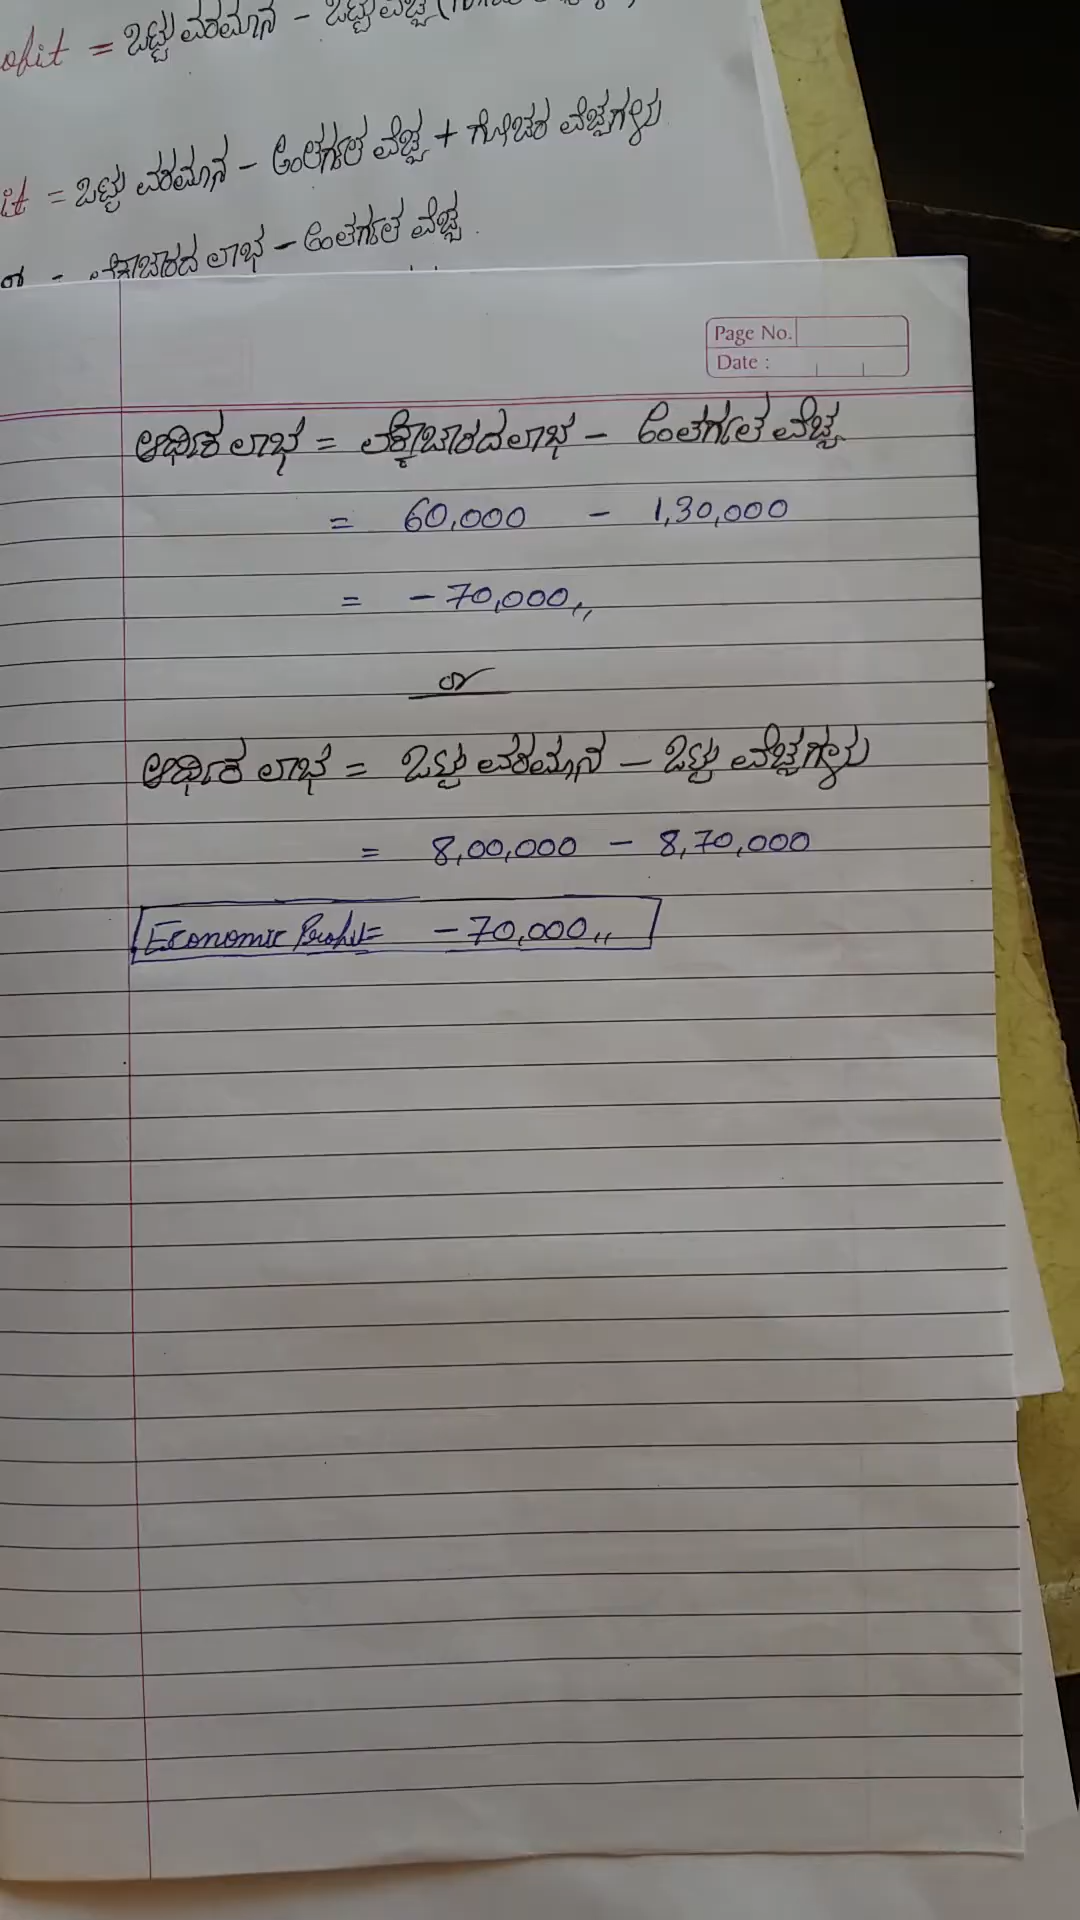 ofit = ಒಟ್ಟು ವರಮಾನ - ಒಟ್ಟು ವೆಚ್ಚ
it = ಒಟ್ಟು ವರಮಾನ - ಅಂತರ್ಗತ ವೆಚ್ಚ + ಗೋಚರ ವೆಚ್ಚಗಳು
ಲಾಭ - ಅಂತರ್ಗತ ವೆಚ್ಚ
Page No.
Date :
ಆರ್ಥಿಕ ಲಾಭ = ಲೆಕ್ಕಾಚಾರದ ಲಾಭ - ಅಂತರ್ಗತ ವೆಚ್ಚ
= 60,000 - 1,30,000
= - 70,000,,
or
ಆರ್ಥಿಕ ಲಾಭ = ಒಟ್ಟು ವರಮಾನ - ಒಟ್ಟು ವೆಚ್ಚಗಳು
= 8,00,000 - 8,70,000
Economic Profit = - 70,000,,